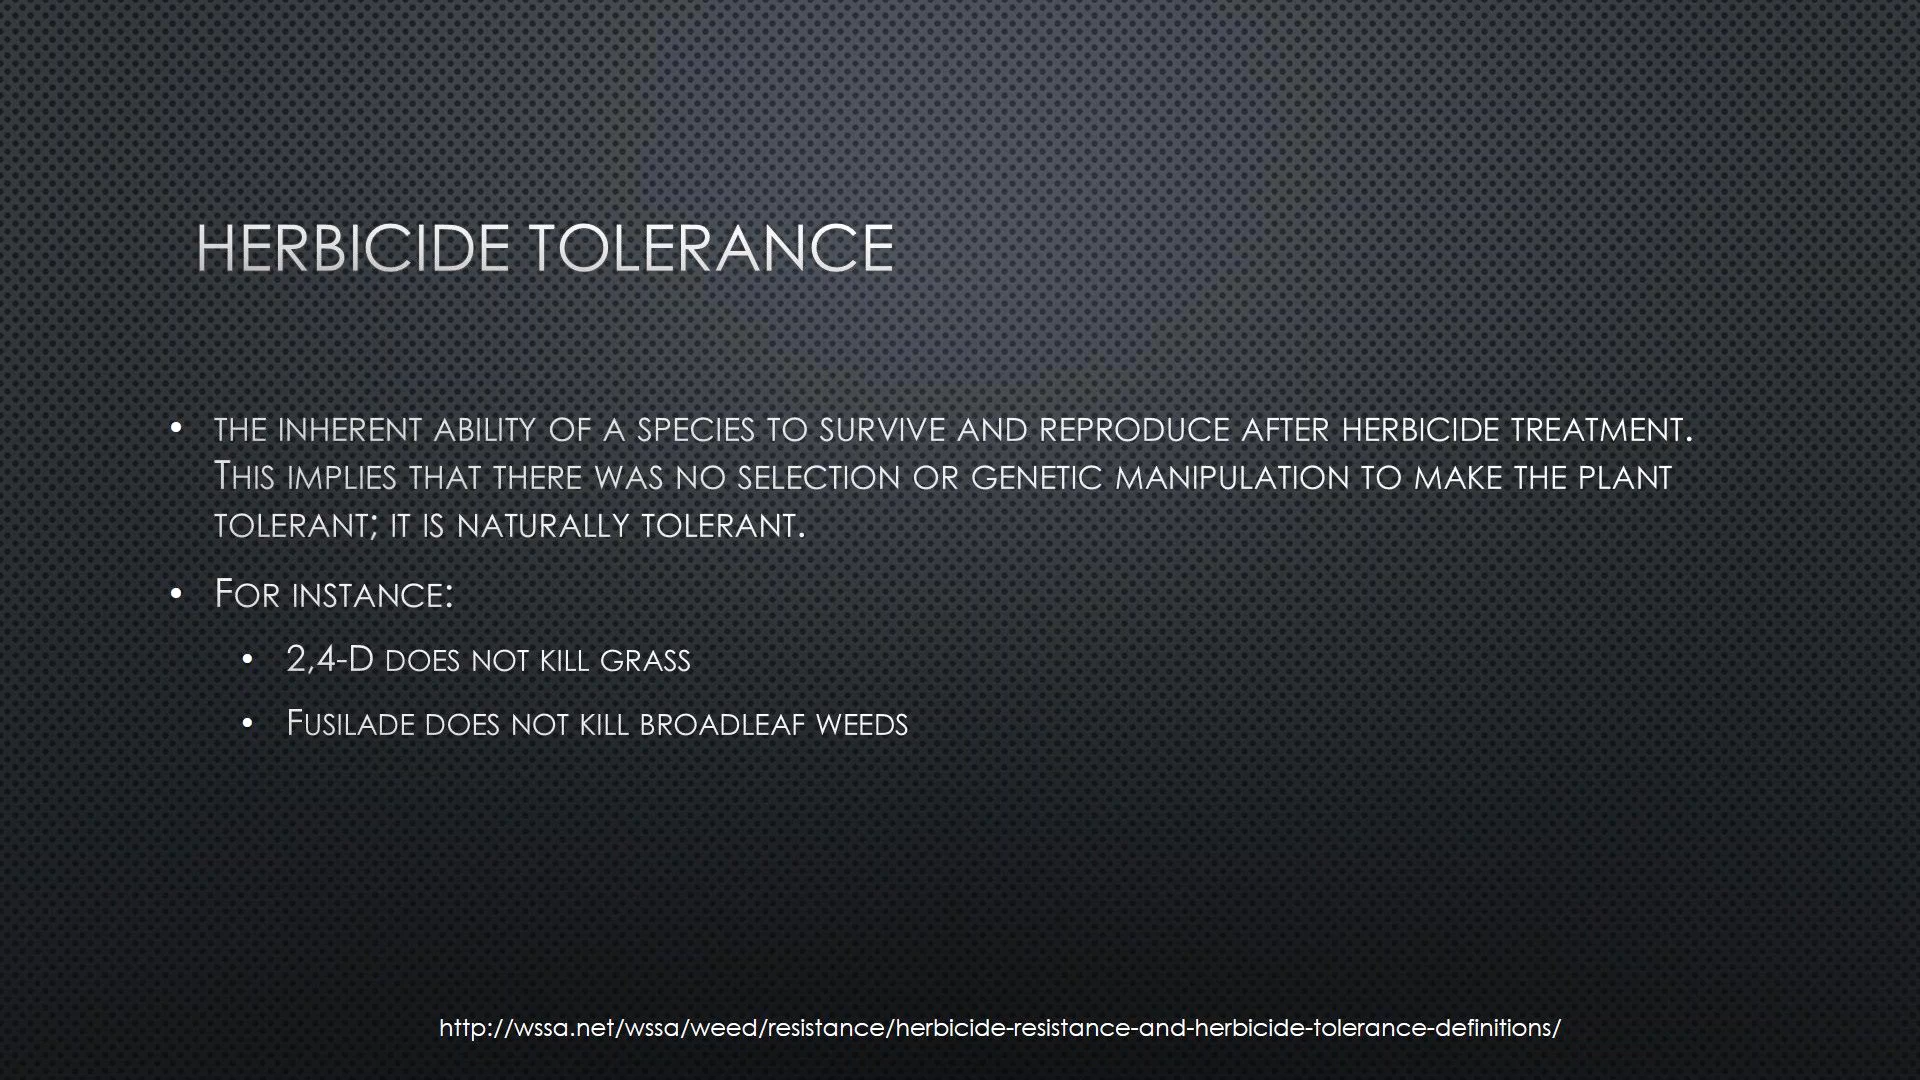 HERBICIDE TOLERANCE
• THE INHERENT ABILITY OF A SPECIES TO SURVIVE AND REPRODUCE AFTER HERBICIDE TREATMENT.
THIS IMPLIES THAT THERE WAS NO SELECTION OR GENETIC MANIPULATION TO MAKE THE PLANT
TOLERANT; IT IS NATURALLY TOLERANT.
• FOR INSTANCE:
• 2,4-D DOES NOT KILL GRASS
• FUSILADE DOES NOT KILL BROADLEAF WEEDS
http://wssa.net/wssa/weed/resistance/herbicide-resistance-and-herbicide-tolerance-definitions/